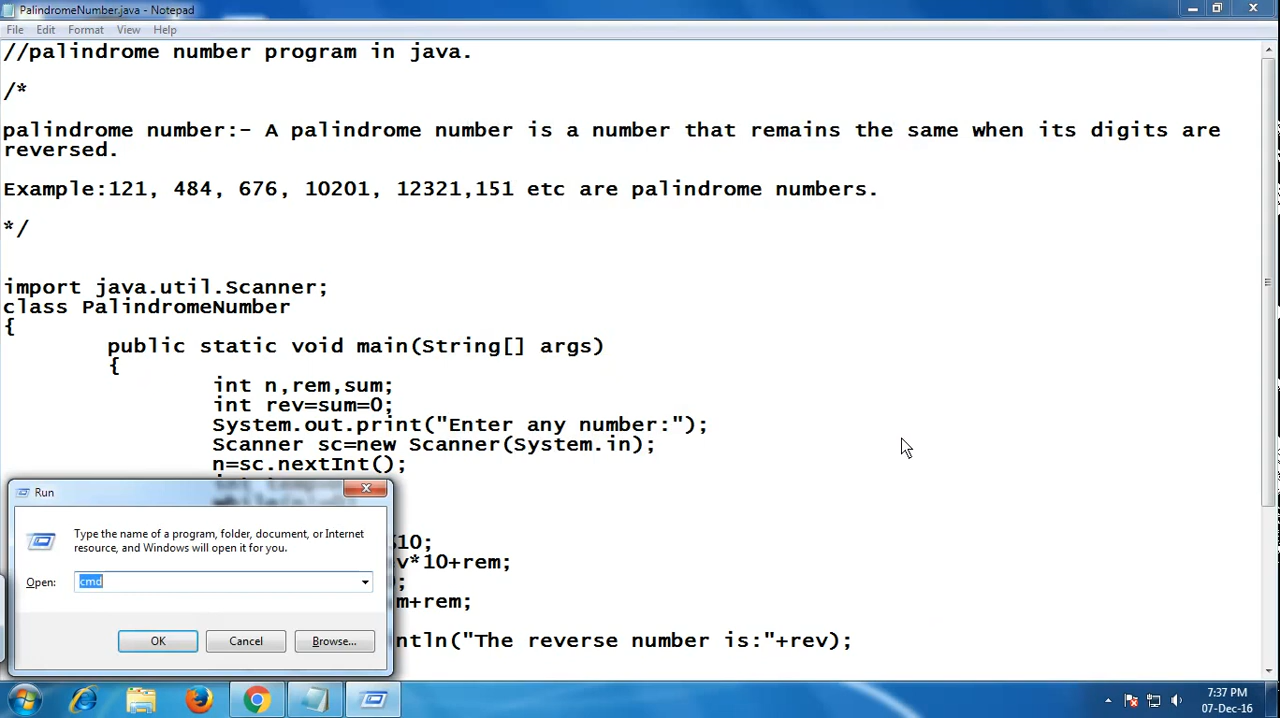 PalindromeNumber.java - Notepad
File Edit Format View Help
//palindrome number program in java.
/*
palindrome number:- A palindrome number is a number that remains the same when its digits are
reversed.
Example:121, 484, 676, 10201, 12321,151 etc are palindrome numbers.
*/
import java.util.Scanner;
class PalindromeNumber
{
public static void main(String[] args)
{
int n,rem,sum;
int rev=sum=0;
System.out.print("Enter any number:");
Scanner sc=new Scanner(System.in);
n=sc.nextInt();
10;
v*10+rem;
;
m+rem;
ntln("The reverse number is:"+rev);
Run
Type the name of a program, folder, document, or Internet
resource, and Windows will open it for you.
Open: cmd
OK Cancel Browse...
7:37 PM
07-Dec-16